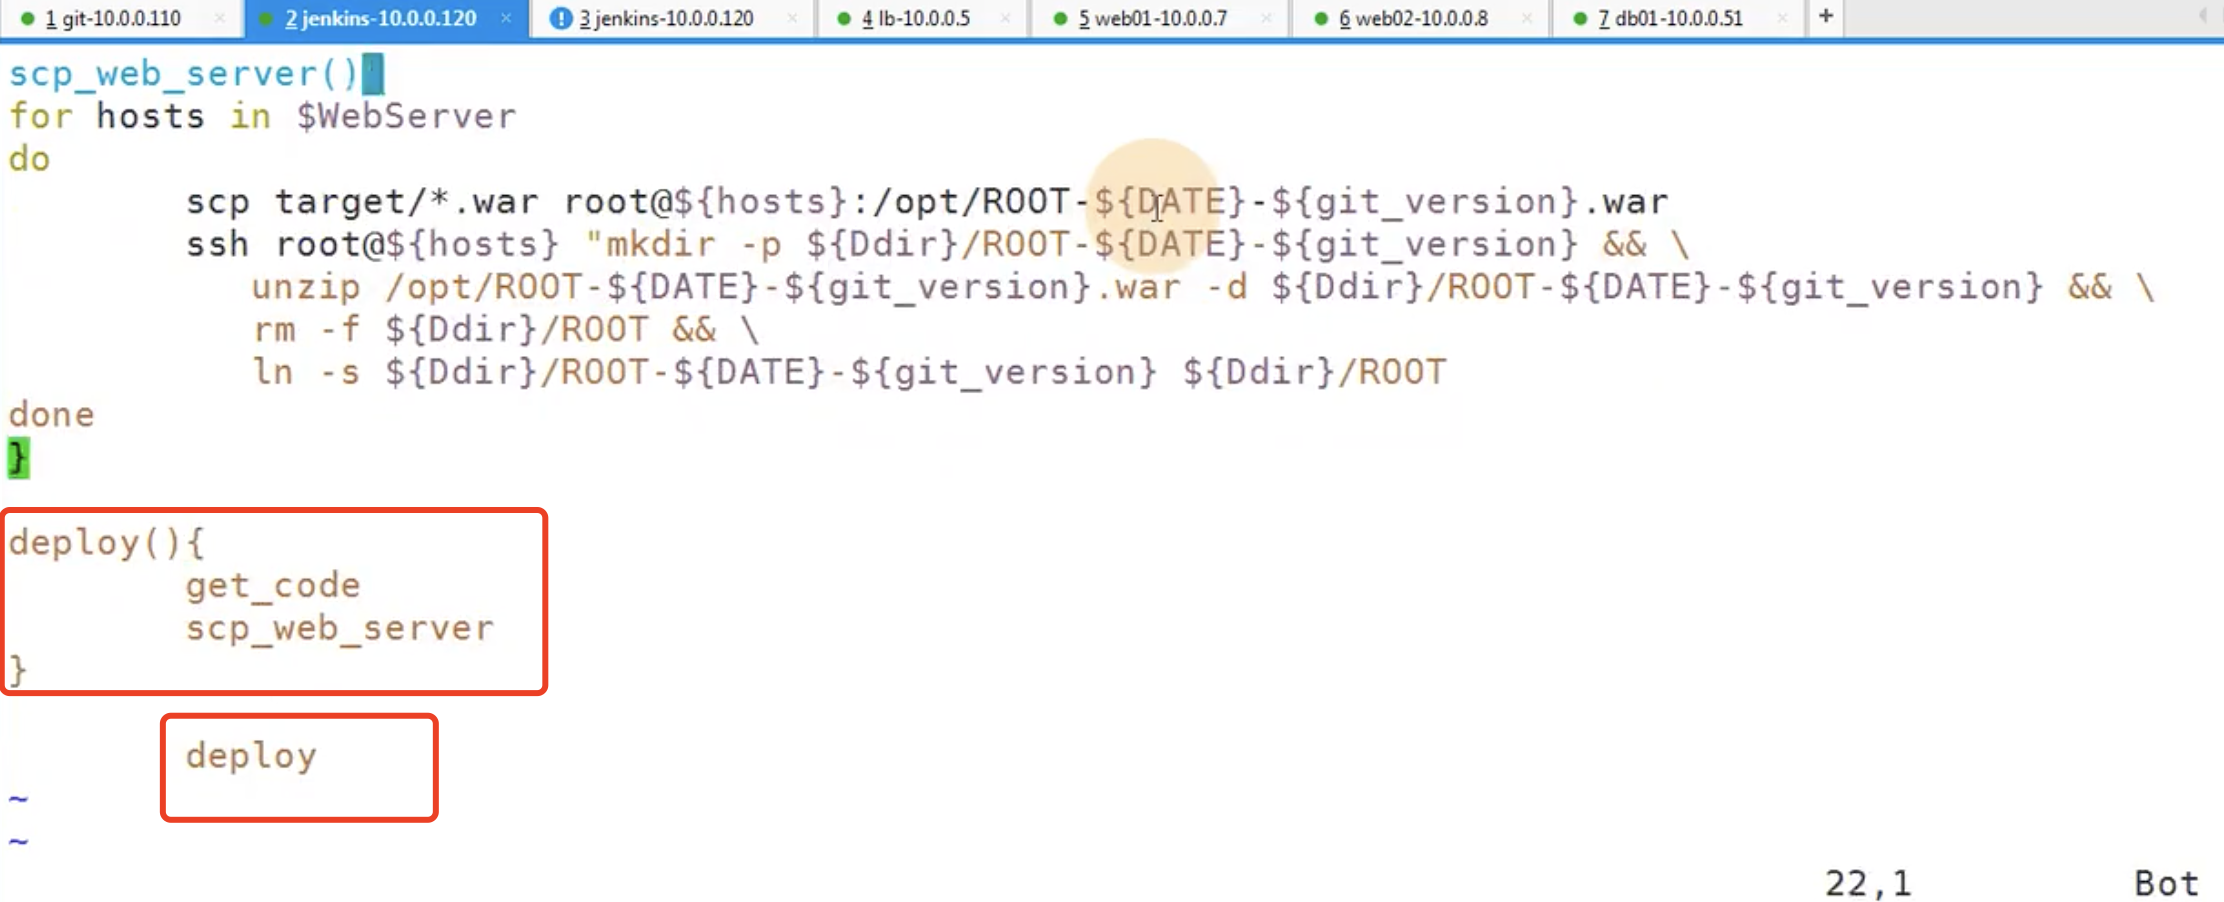 1 git-10.0.0.110 × 2 jenkins-10.0.0.120 × 3 jenkins-10.0.0.120 × 4 lb-10.0.0.5 × 5 web01-10.0.0.7 × 6 web02-10.0.0.8 × 7 db01-10.0.0.51 × +
scp_web_server()
for hosts in $WebServer
do
scp target/*.war root@${hosts}:/opt/ROOT-${DATE}-${git_version}.war
ssh root@${hosts} "mkdir -p ${Ddir}/ROOT-${DATE}-${git_version} && \
unzip /opt/ROOT-${DATE}-${git_version}.war -d ${Ddir}/ROOT-${DATE}-${git_version} && \
rm -f ${Ddir}/ROOT && \
ln -s ${Ddir}/ROOT-${DATE}-${git_version} ${Ddir}/ROOT
done
}
deploy(){
get_code
scp_web_server
}
deploy
~
~
22,1 Bot